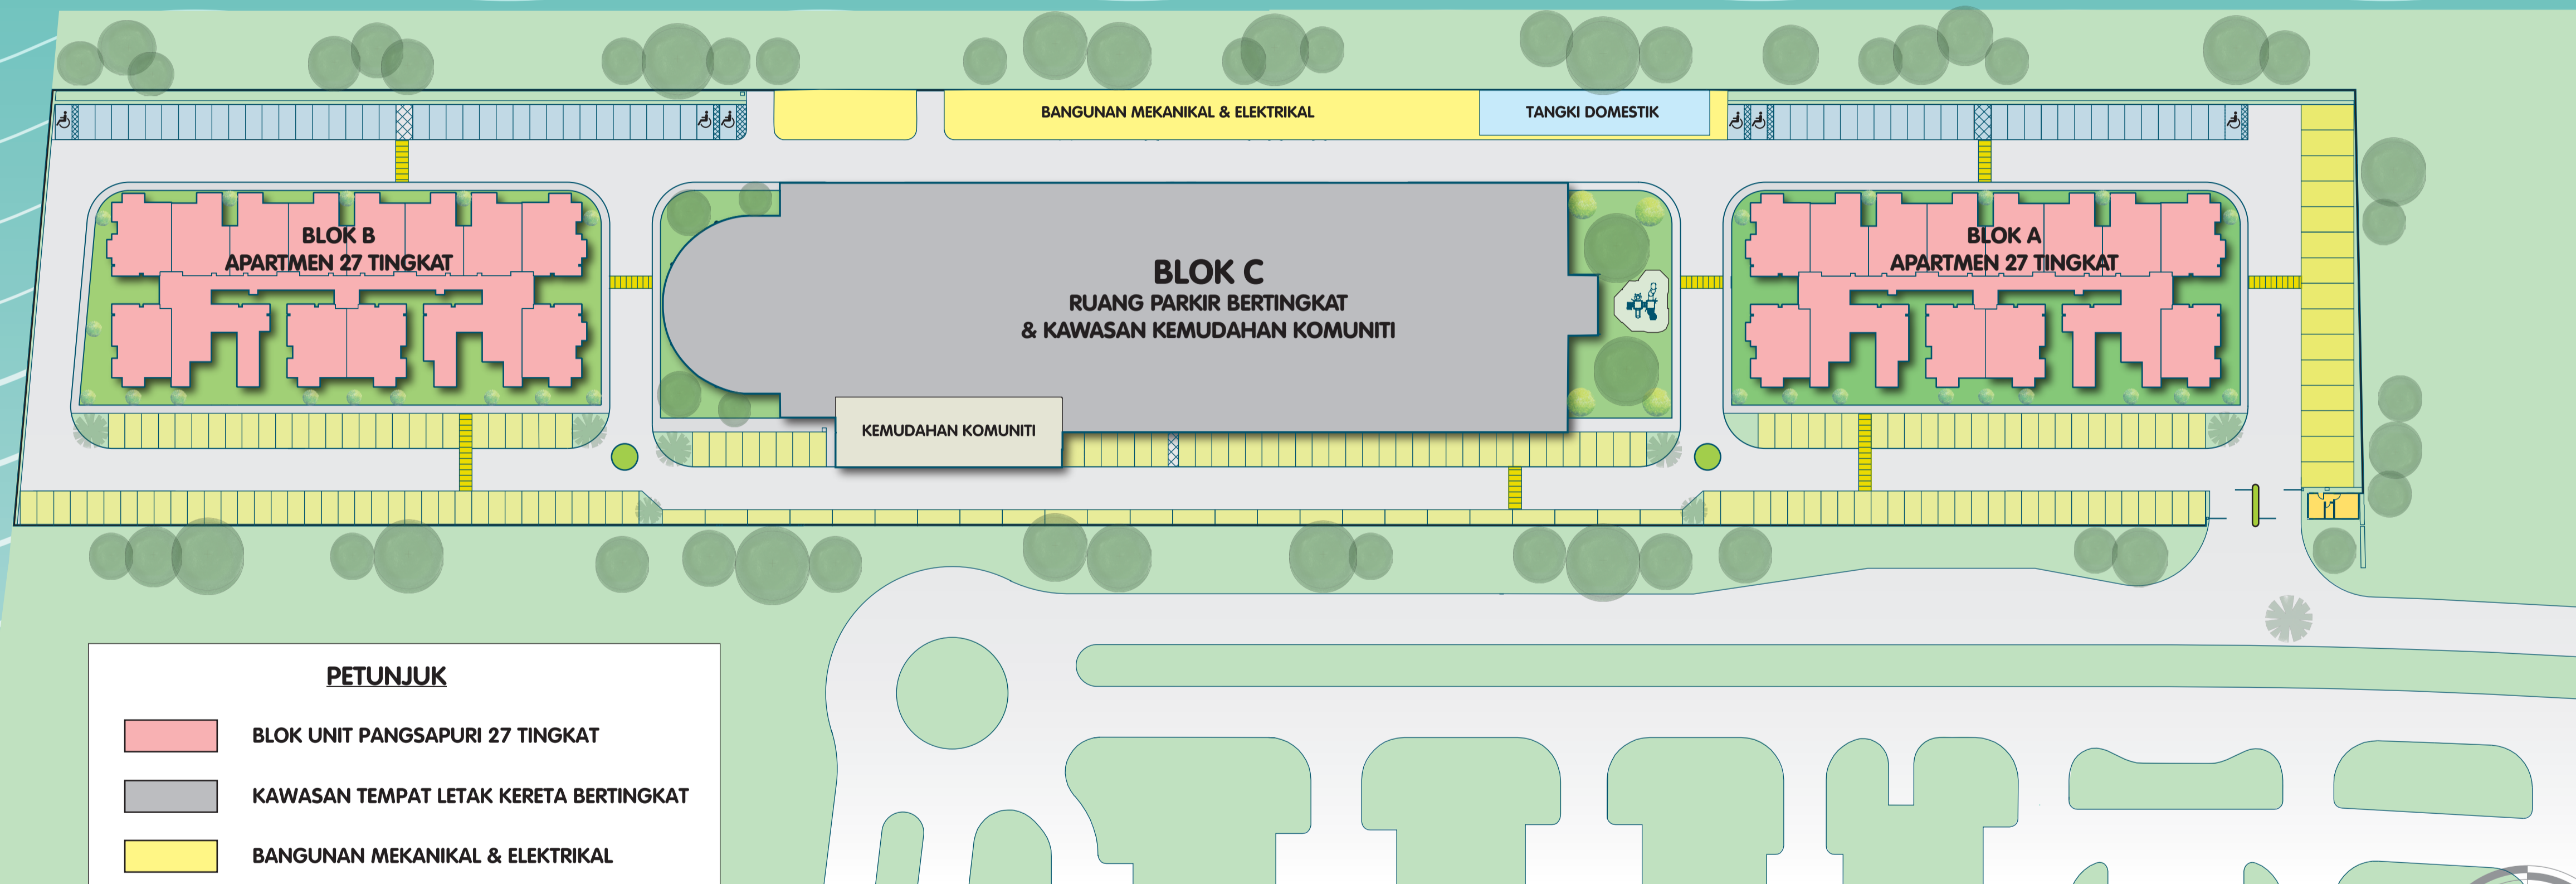 BANGUNAN MEKANIKAL & ELEKTRIKAL
TANGKI DOMESTIK
BLOK B
APARTMEN 27 TINGKAT
BLOK C
RUANG PARKIR BERTINGKAT
& KAWASAN KEMUDAHAN KOMUNITI
BLOK A
APARTMEN 27 TINGKAT
KEMUDAHAN KOMUNITI
PETUNJUK
BLOK UNIT PANGSAPURI 27 TINGKAT
KAWASAN TEMPAT LETAK KERETA BERTINGKAT
BANGUNAN MEKANIKAL & ELEKTRIKAL